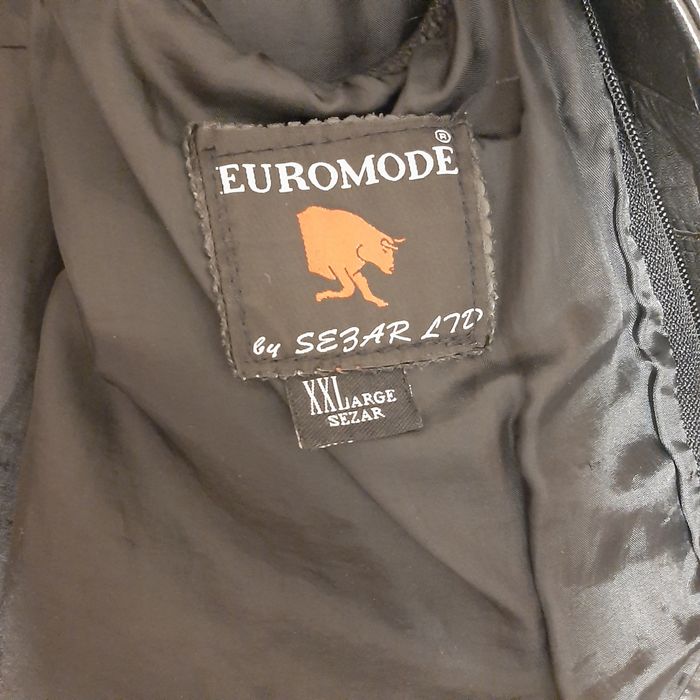 EUROMODE ®
by SEZAR LTD
XXLARGE
SEZAR